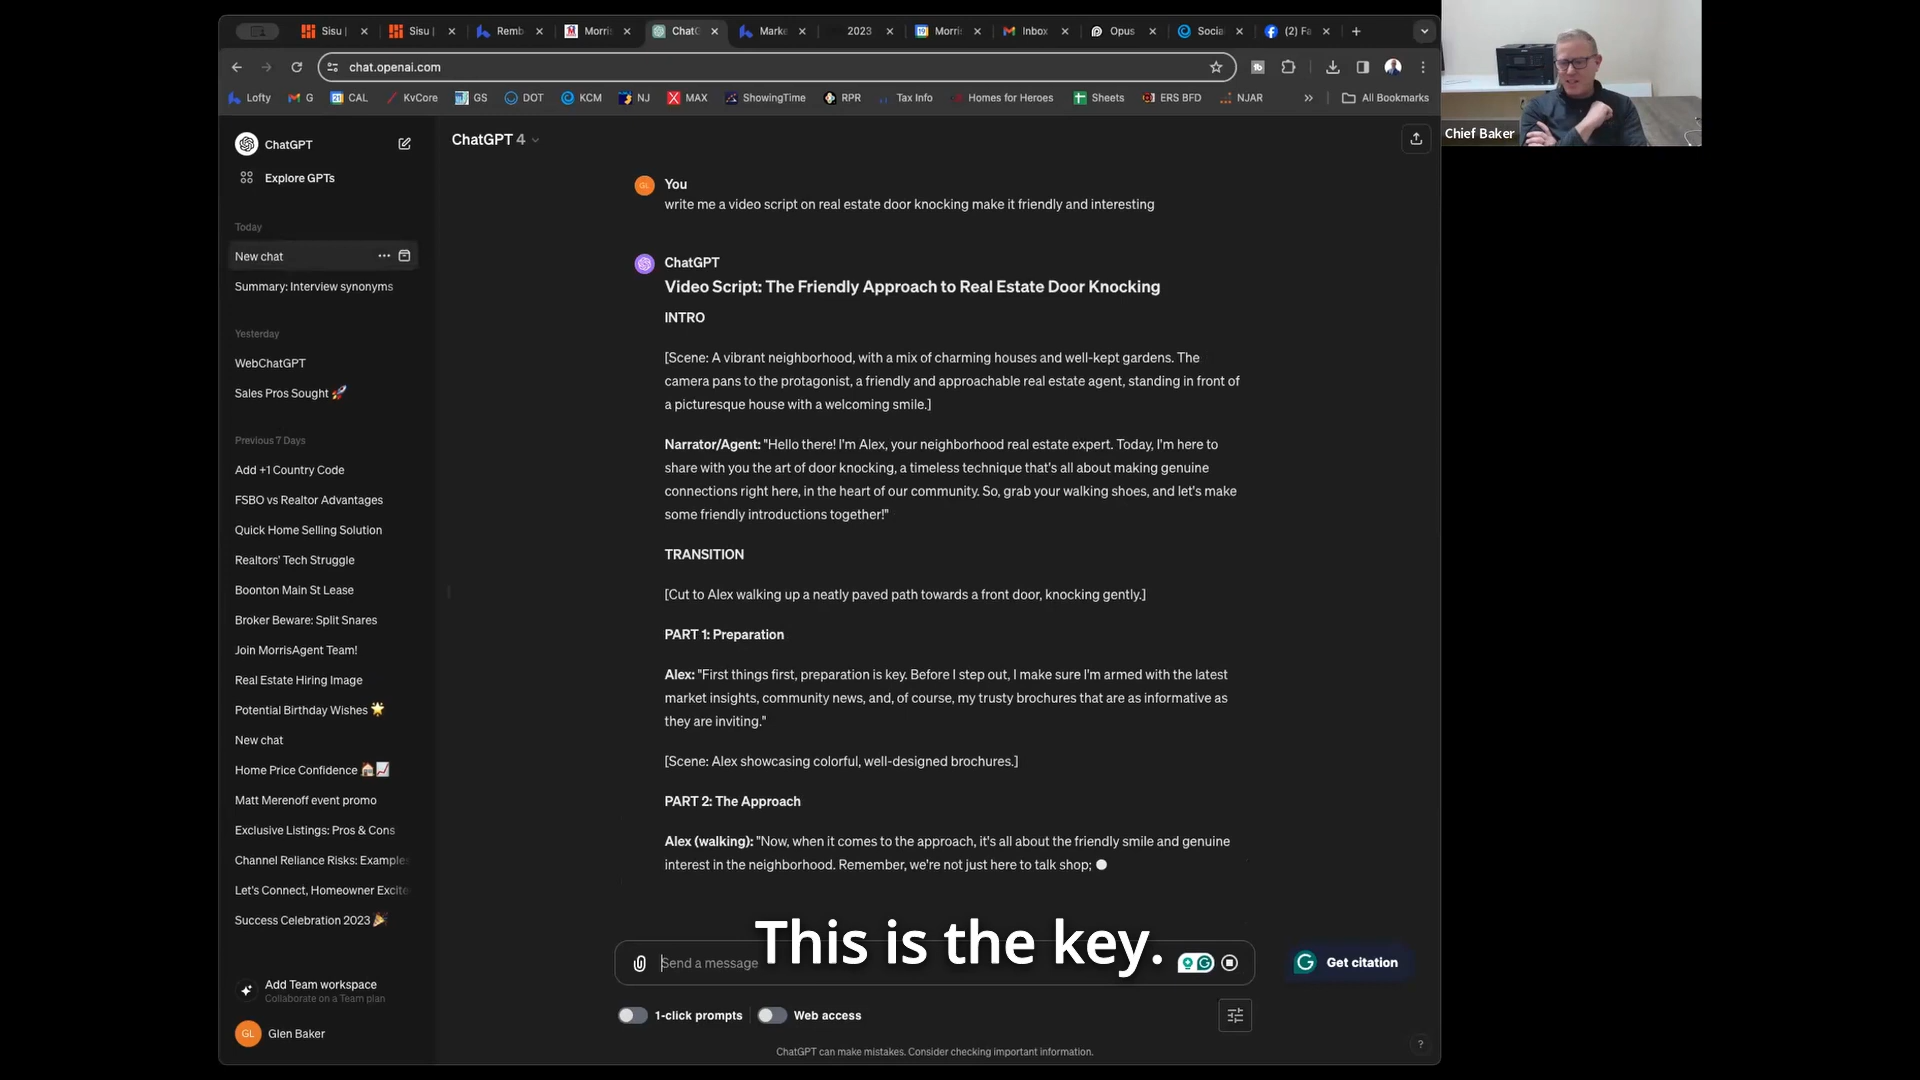 Sisu |
Sisu |
Remb
Morris
ChatG
Marke
2023
Morris
Inbox
Opus
Socia
(2) Fa
chat.openai.com
Lofty
G
CAL
KvCore
GS
DOT
KCM
NJ
MAX
ShowingTime
RPR
Tax Info
Homes for Heroes
Sheets
ERS BFD
NJAR
All Bookmarks
Chief Baker
ChatGPT
Explore GPTs
Today
New chat
Summary: Interview synonyms
Yesterday
WebChatGPT
Sales Pros Sought 🚀
Previous 7 Days
Add +1 Country Code
FSBO vs Realtor Advantages
Quick Home Selling Solution
Realtors' Tech Struggle
Boonton Main St Lease
Broker Beware: Split Snares
Join MorrisAgent Team!
Real Estate Hiring Image
Potential Birthday Wishes 🌟
New chat
Home Price Confidence 🏠📈
Matt Merenoff event promo
Exclusive Listings: Pros & Cons
Channel Reliance Risks: Examples
Let's Connect, Homeowner Excite
Success Celebration 2023 🎉
Add Team workspace
Collaborate on a Team plan
GL
Glen Baker
ChatGPT 4
GL
You
write me a video script on real estate door knocking make it friendly and interesting
ChatGPT
Video Script: The Friendly Approach to Real Estate Door Knocking
INTRO
[Scene: A vibrant neighborhood, with a mix of charming houses and well-kept gardens. The
camera pans to the protagonist, a friendly and approachable real estate agent, standing in front of
a picturesque house with a welcoming smile.]
Narrator/Agent: "Hello there! I'm Alex, your neighborhood real estate expert. Today, I'm here to
share with you the art of door knocking, a timeless technique that's all about making genuine
connections right here, in the heart of our community. So, grab your walking shoes, and let's make
some friendly introductions together!"
TRANSITION
[Cut to Alex walking up a neatly paved path towards a front door, knocking gently.]
PART 1: Preparation
Alex: "First things first, preparation is key. Before I step out, I make sure I'm armed with the latest
market insights, community news, and, of course, my trusty brochures that are as informative as
they are inviting."
[Scene: Alex showcasing colorful, well-designed brochures.]
PART 2: The Approach
Alex (walking): "Now, when it comes to the approach, it's all about the friendly smile and genuine
interest in the neighborhood. Remember, we're not just here to talk shop;
This is the key.
Send a message
Get citation
1-click prompts
Web access
ChatGPT can make mistakes. Consider checking important information.
?